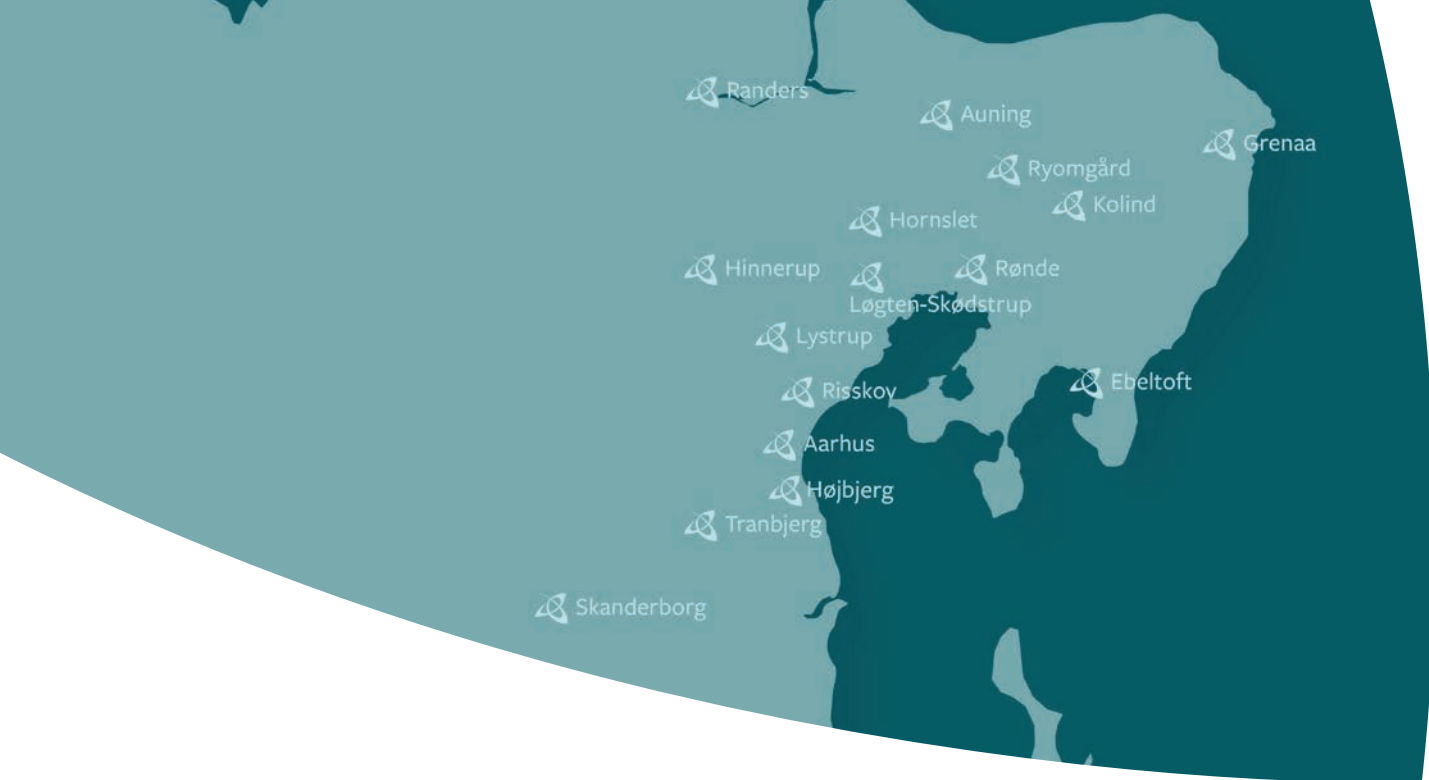 Randers
Auning
Grenaa
Ryomgård
Kolind
Hornslet
Hinnerup
Rønde
Løgten-Skødstrup
Lystrup
Ebeltoft
Risskov
Aarhus
Højbjerg
Tranbjerg
Skanderborg